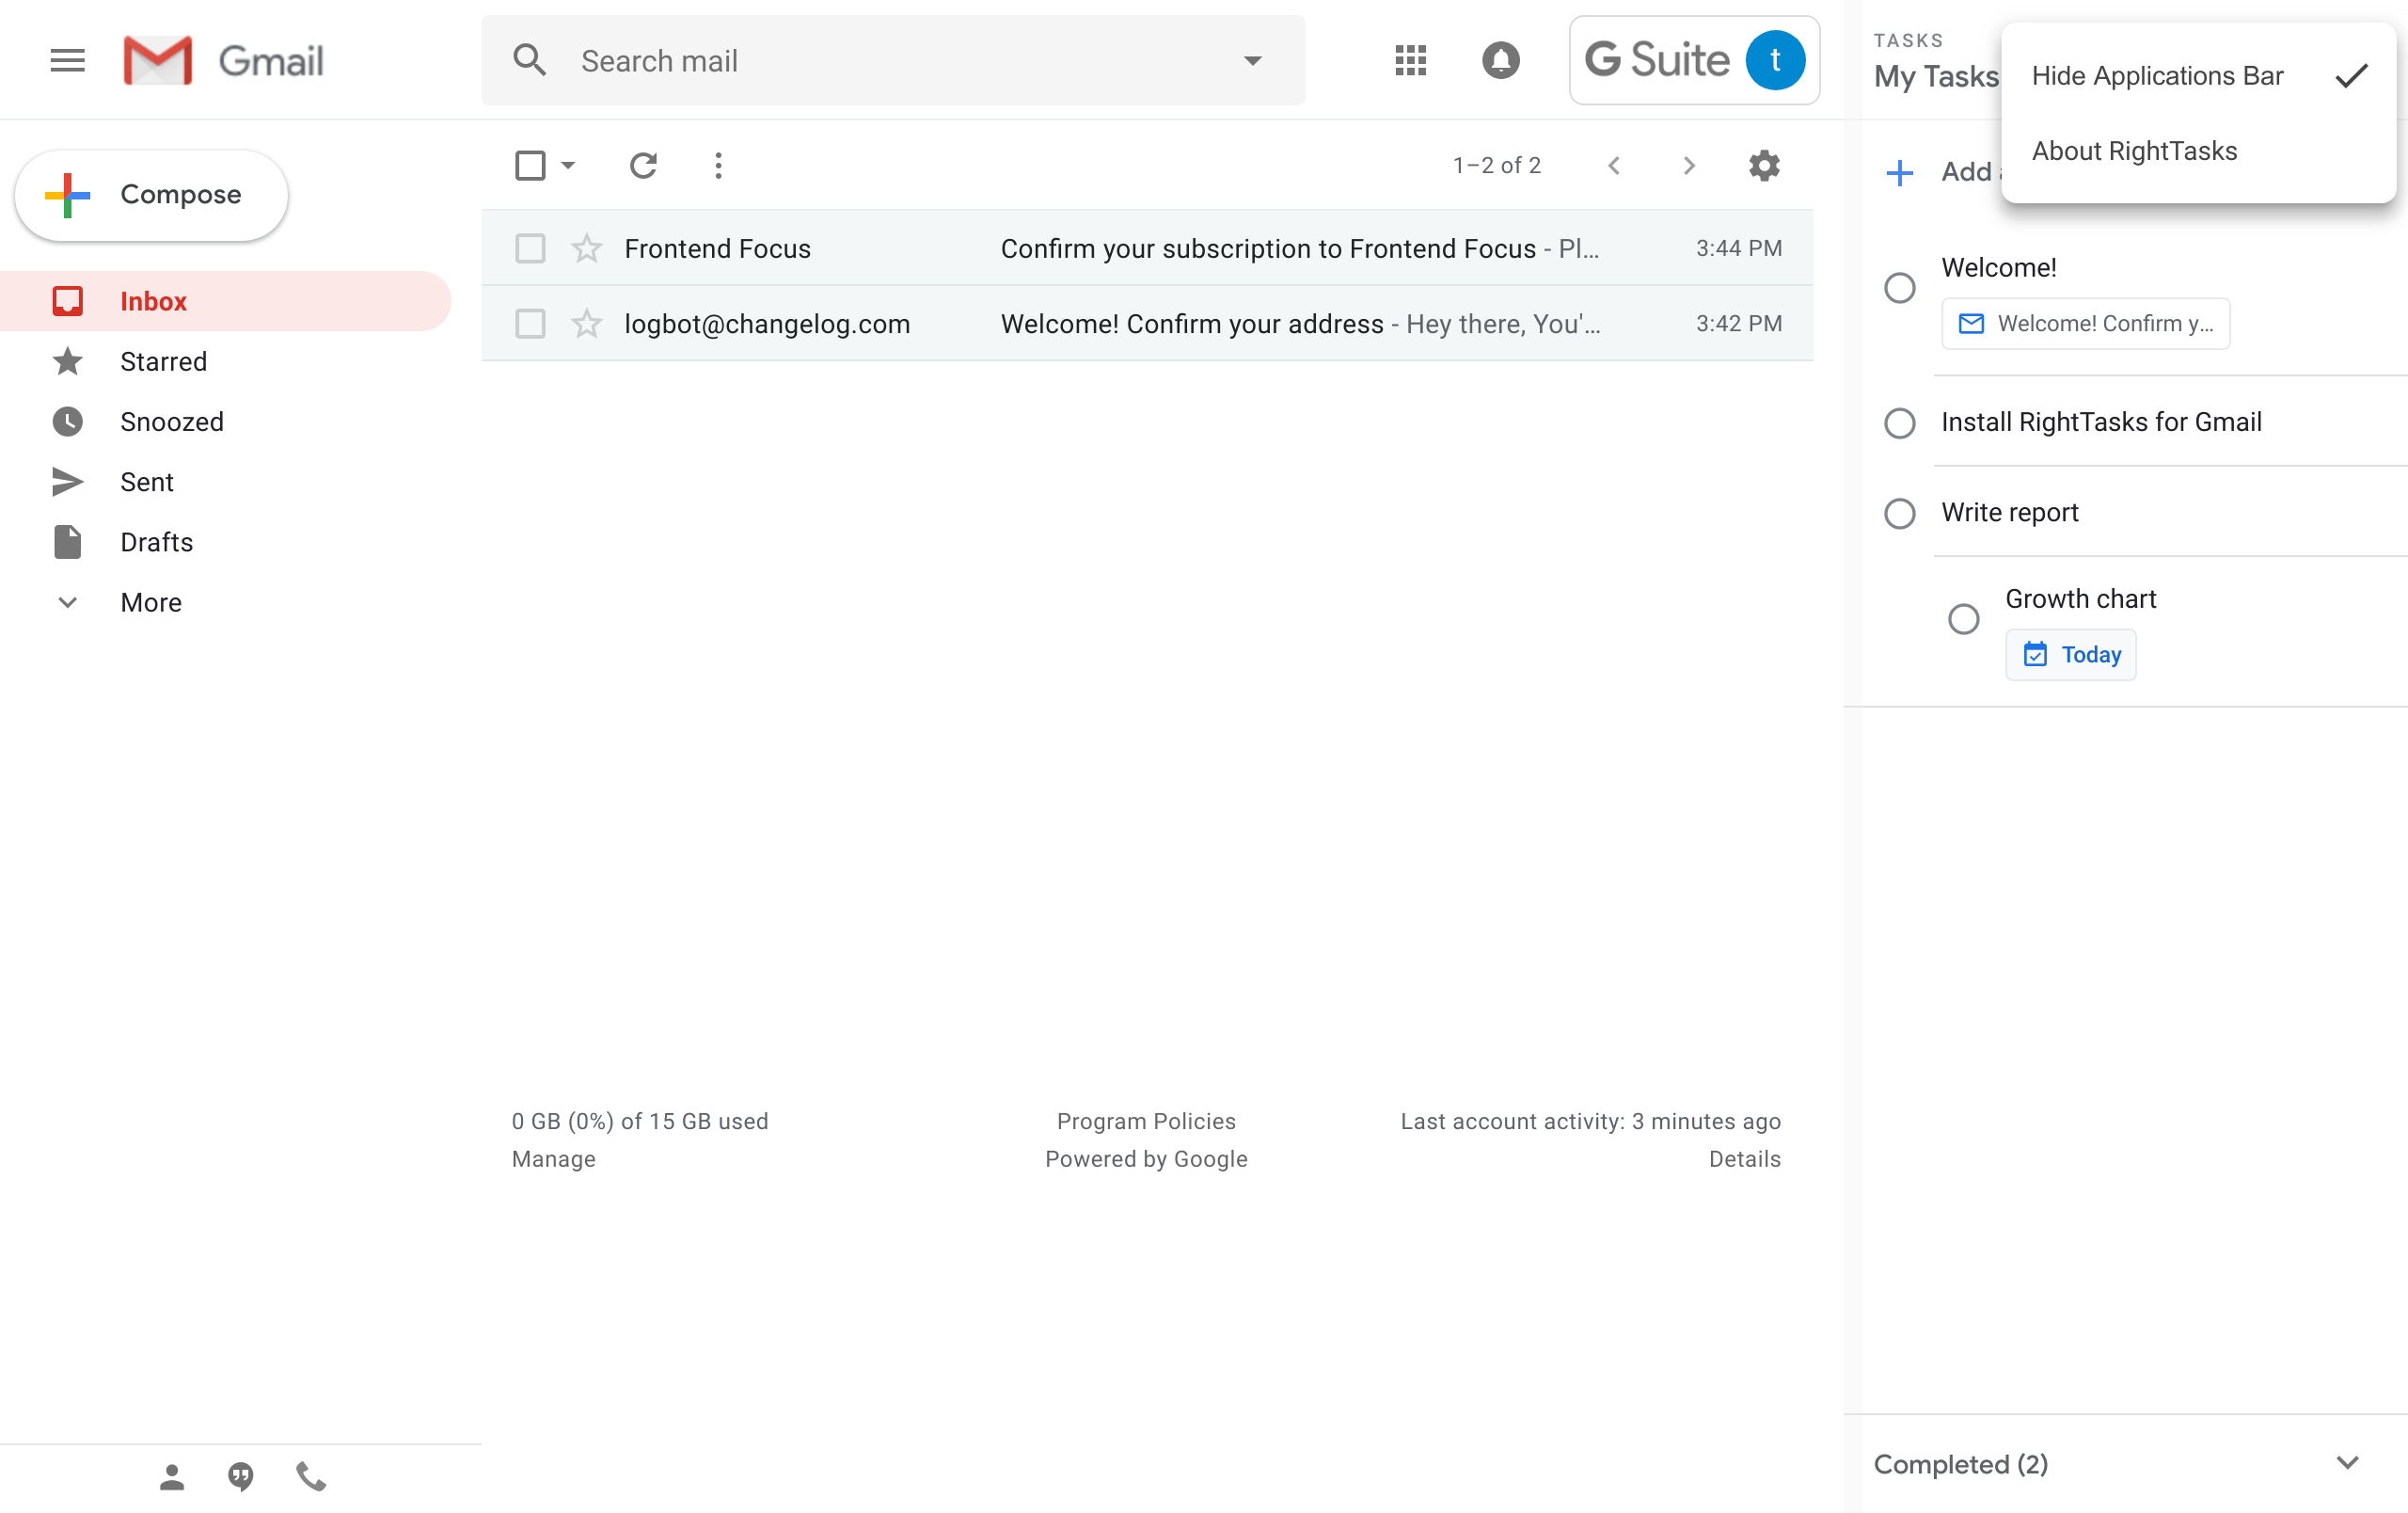 Gmail
Search mail
G Suite
t
TASKS
My Tasks
Hide Applications Bar
About RightTasks
Compose
1–2 of 2
Add
Inbox
Starred
Snoozed
Sent
Drafts
More
Frontend Focus Confirm your subscription to Frontend Focus - Pl... 3:44 PM
logbot@changelog.com Welcome! Confirm your address - Hey there, You'... 3:42 PM
Welcome!
Welcome! Confirm y...
Install RightTasks for Gmail
Write report
Growth chart
Today
0 GB (0%) of 15 GB used
Manage
Program Policies
Powered by Google
Last account activity: 3 minutes ago
Details
Completed (2)